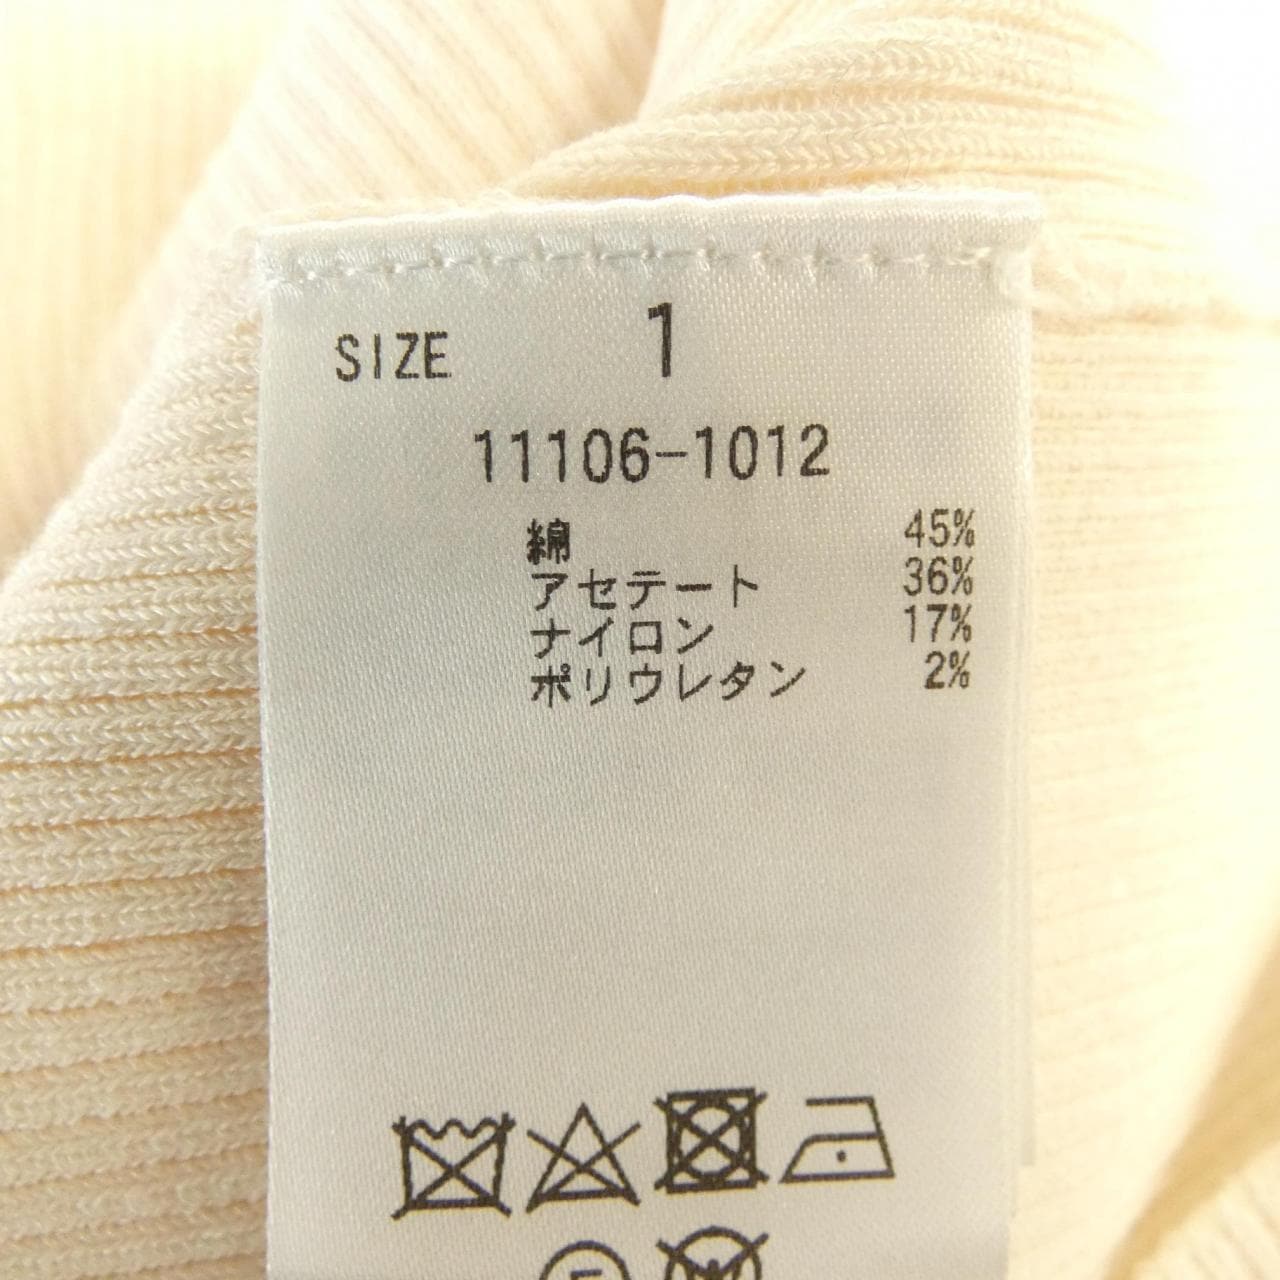 SIZE 1
11106-1012
綿 45%
アセテート 36%
ナイロン 17%
ポリウレタン 2%